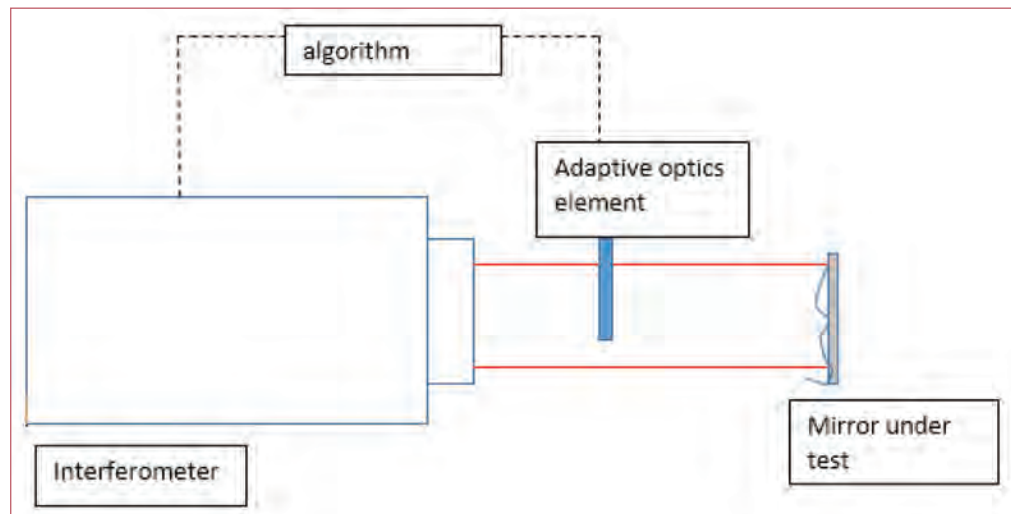 algorithm
Adaptive optics
element
Interferometer
Mirror under
test